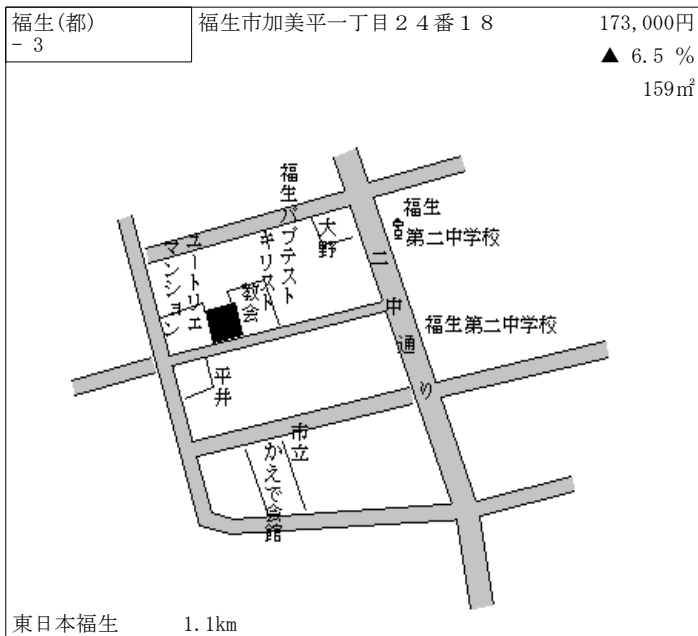 福生(都)
- 3
福生市加美平一丁目２４番１８
173,000円
▲ 6.5 %
159㎡
福生バプテスト
キリスト
教会
大野
福生
第二中学校
ユートリエ
マンション
二中通り
福生第二中学校
平井
市立
かえで会館
東日本福生
1.1km